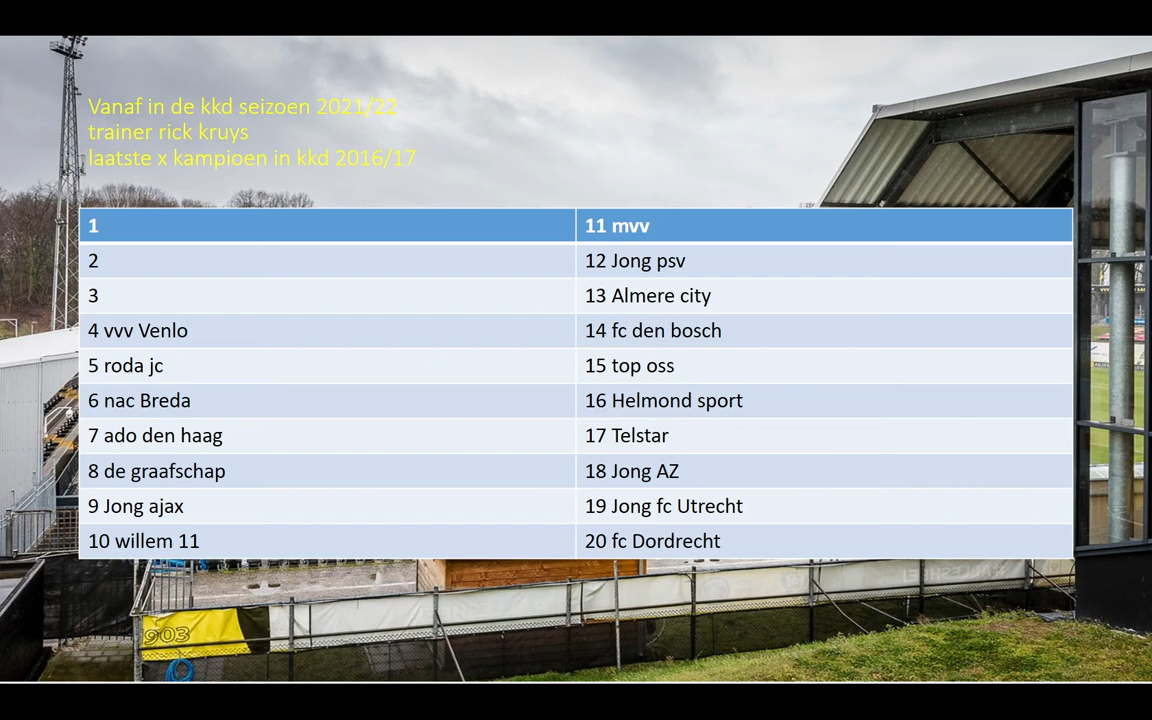 Vanaf in de kkd seizoen 2021/22
trainer rick kruys
laatste x kampioen in kkd 2016/17
1 11 mvv
2 12 Jong psv
3 13 Almere city
4 vvv Venlo 14 fc den bosch
5 roda jc 15 top oss
6 nac Breda 16 Helmond sport
7 ado den haag 17 Telstar
8 de graafschap 18 Jong AZ
9 Jong ajax 19 Jong fc Utrecht
10 willem 11 20 fc Dordrecht
903